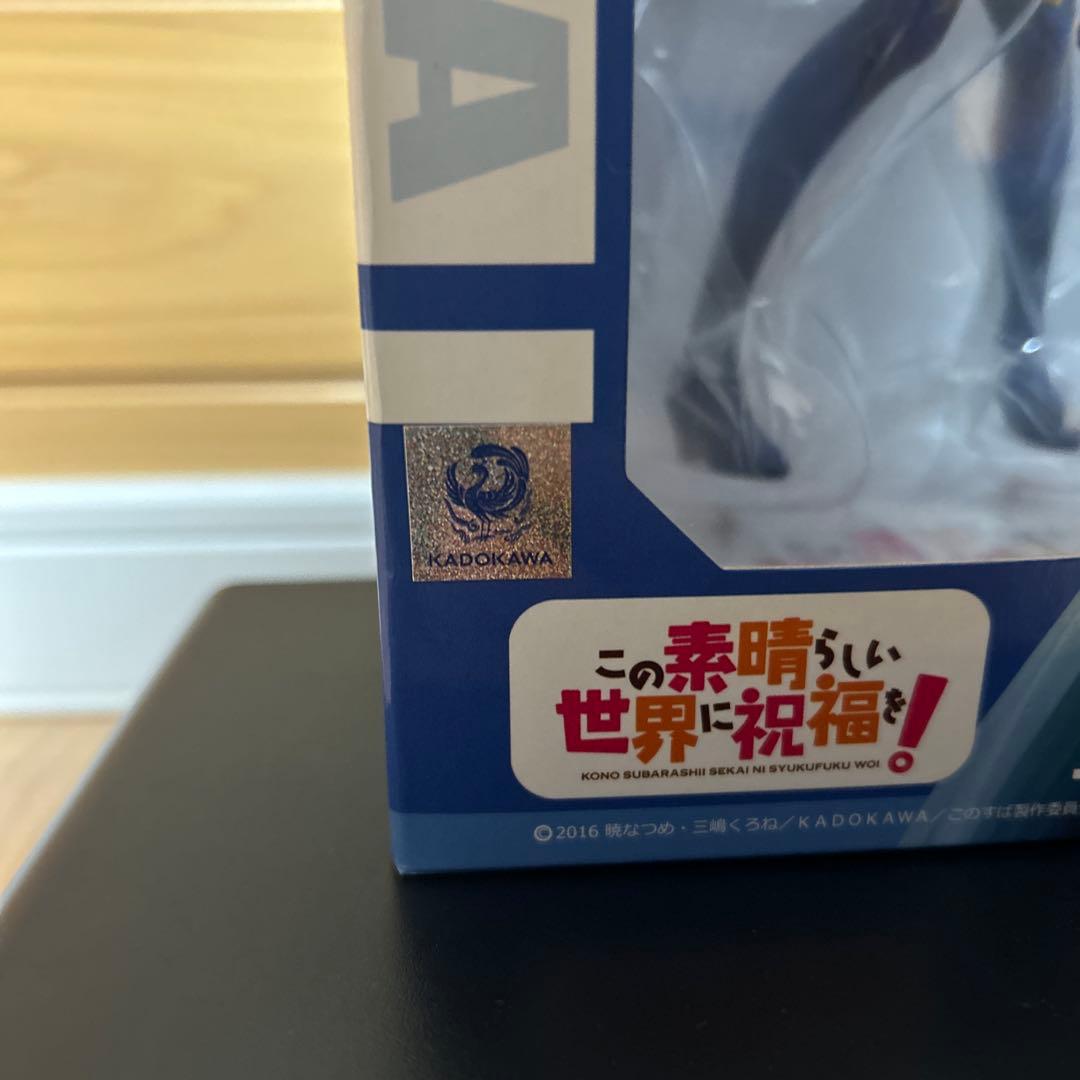 A
KADOKAWA
この素晴らしい
世界に祝福を!
KONO SUBARASHII SEKAI NI SYUKUFUKU WO!
©2016 暁なつめ・三嶋くろね/KADOKAWA/このすば製作委員